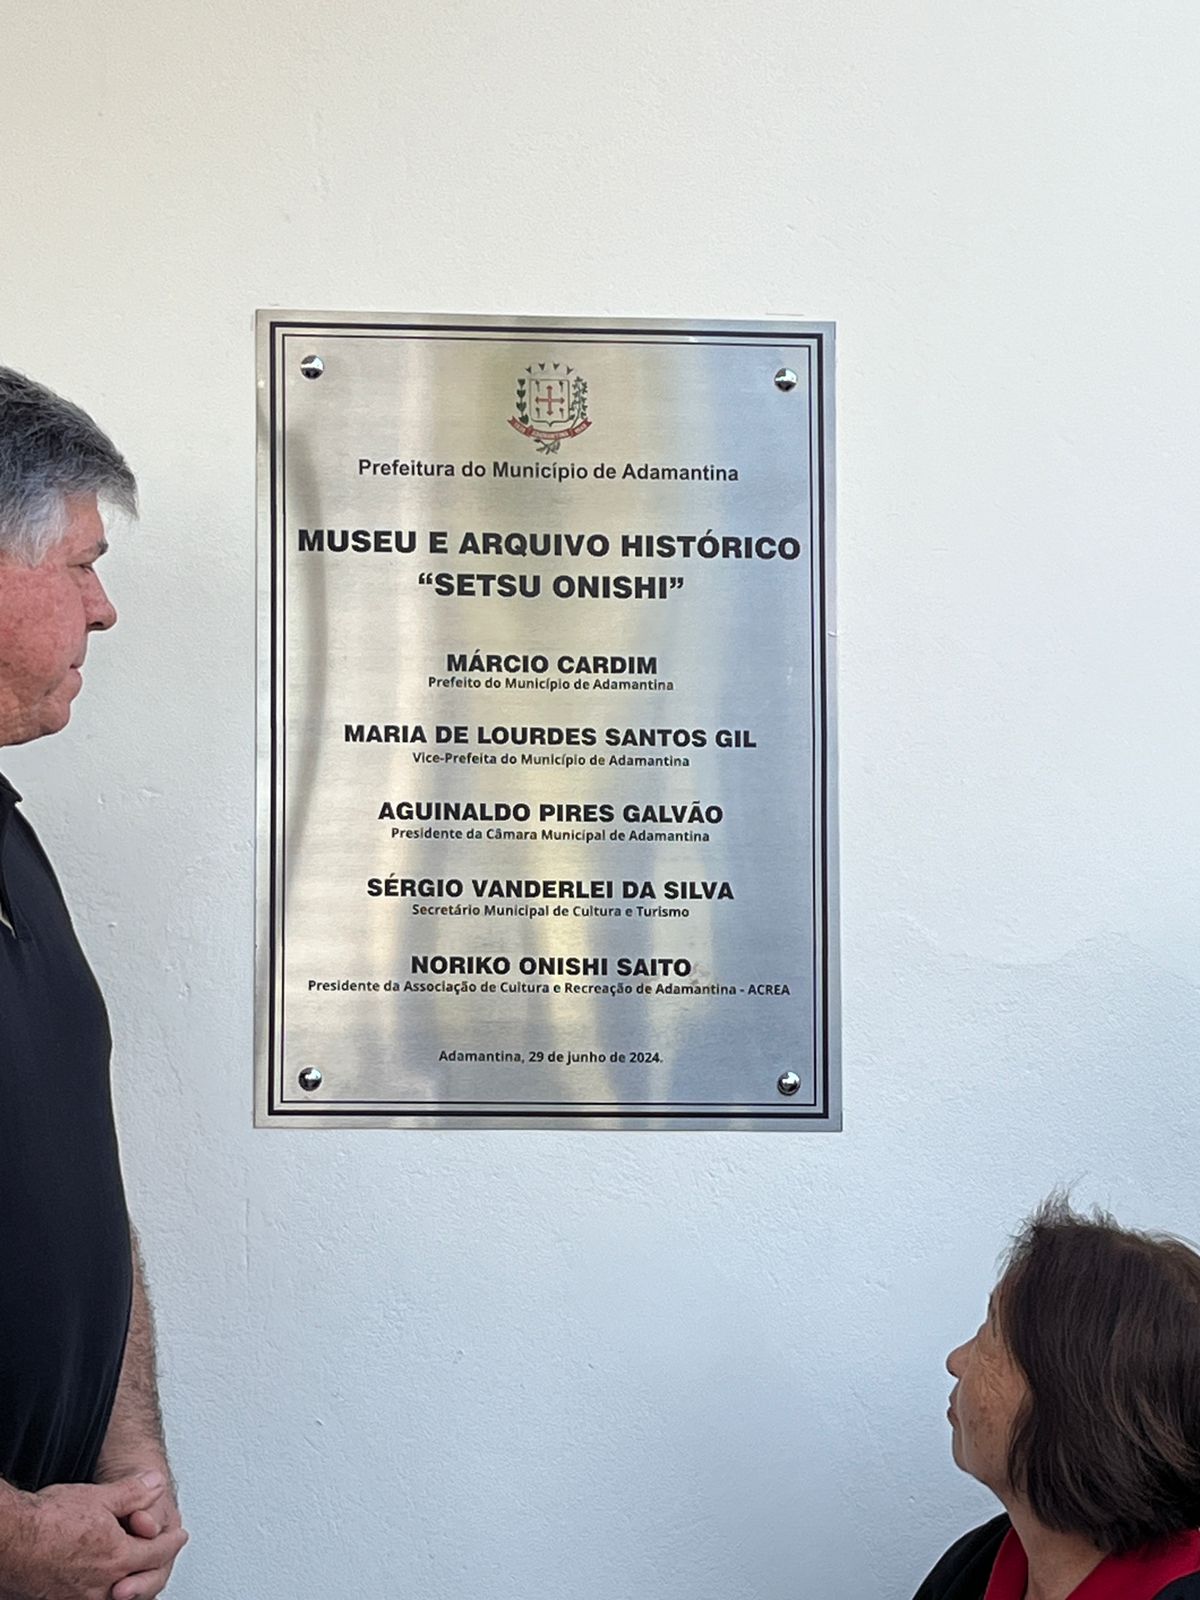 Prefeitura do Município de Adamantina
MUSEU E ARQUIVO HISTÓRICO
“SETSU ONISHI”
MÁRCIO CARDIM
Prefeito do Município de Adamantina
MARIA DE LOURDES SANTOS GIL
Vice-Prefeita do Município de Adamantina
AGUINALDO PIRES GALVÃO
Presidente da Câmara Municipal de Adamantina
SÉRGIO VANDERLEI DA SILVA
Secretário Municipal de Cultura e Turismo
NORIKO ONISHI SAITO
Presidente da Associação de Cultura e Recreação de Adamantina - ACREA
Adamantina, 29 de junho de 2024.